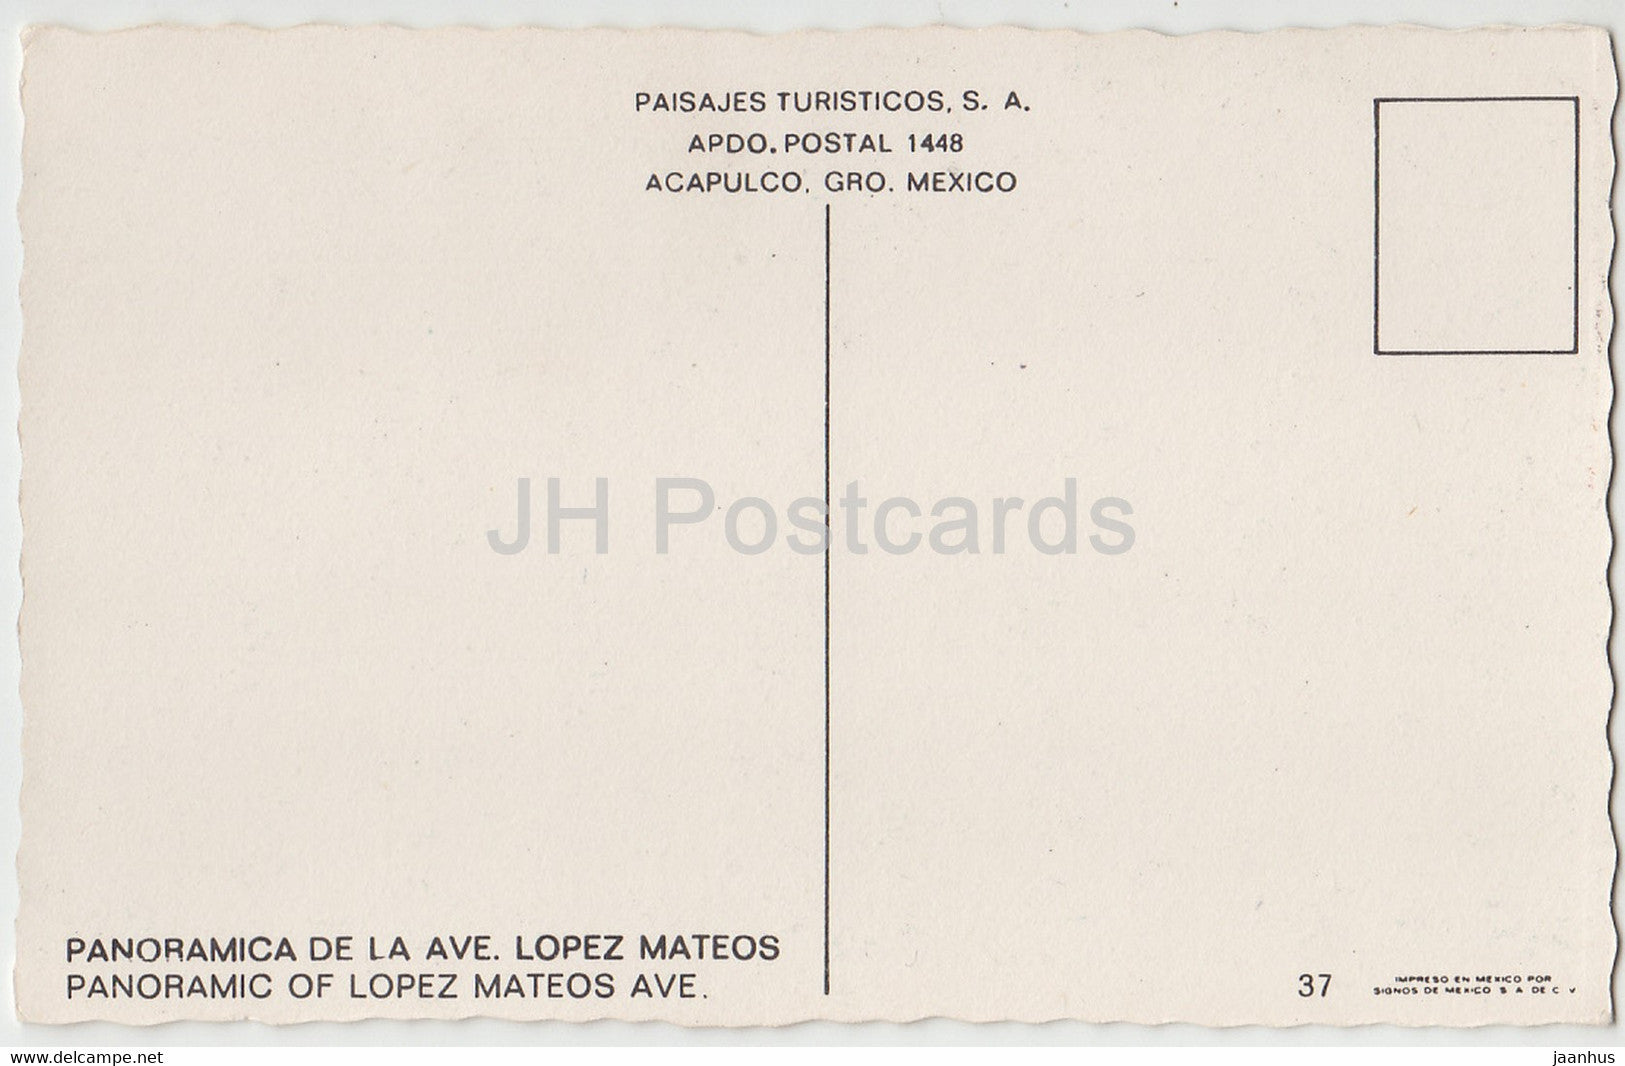 PAISAJES TURISTICOS, S. A.
APDO. POSTAL 1448
ACAPULCO, GRO. MEXICO
JH Postcards
PANORAMICA DE LA AVE. LOPEZ MATEOS
PANORAMIC OF LOPEZ MATEOS AVE.
37
IMPRESO EN MEXICO POR
SIGNOS DE MEXICO S A DE C V
www.delcampe.net
jaanhus